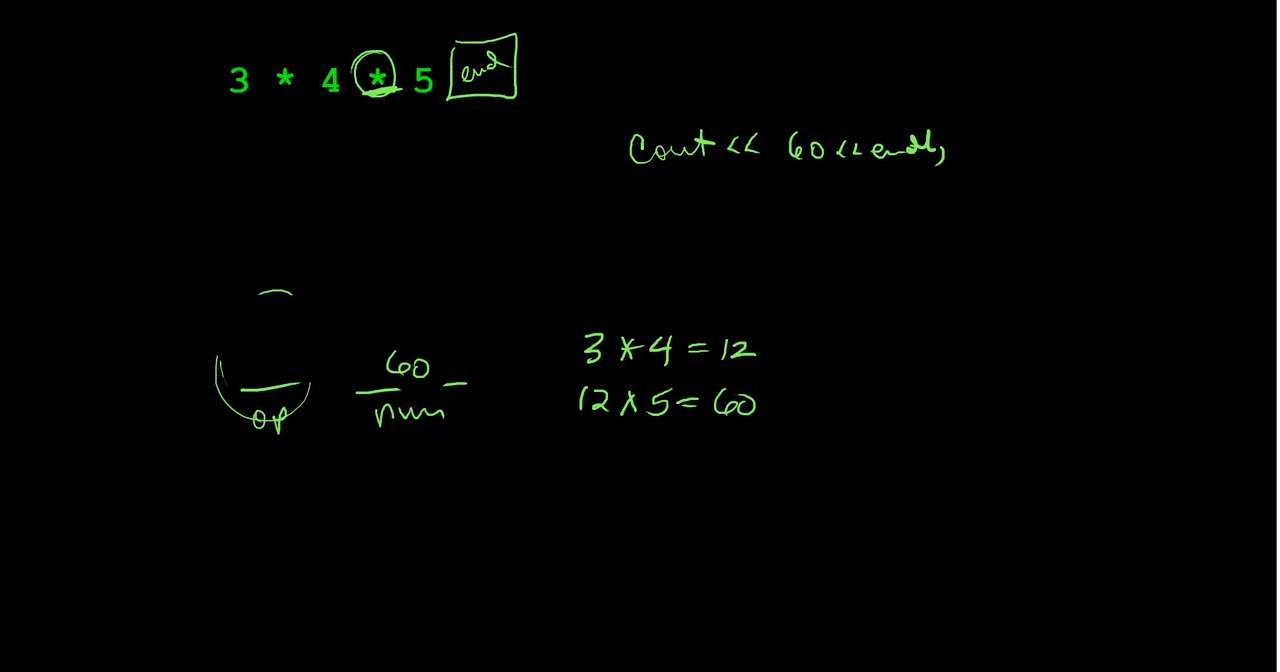 3 * 4 * 5 end
Cout << 60 << endl;
60
op num
3 * 4 = 12
12 x 5 = 60